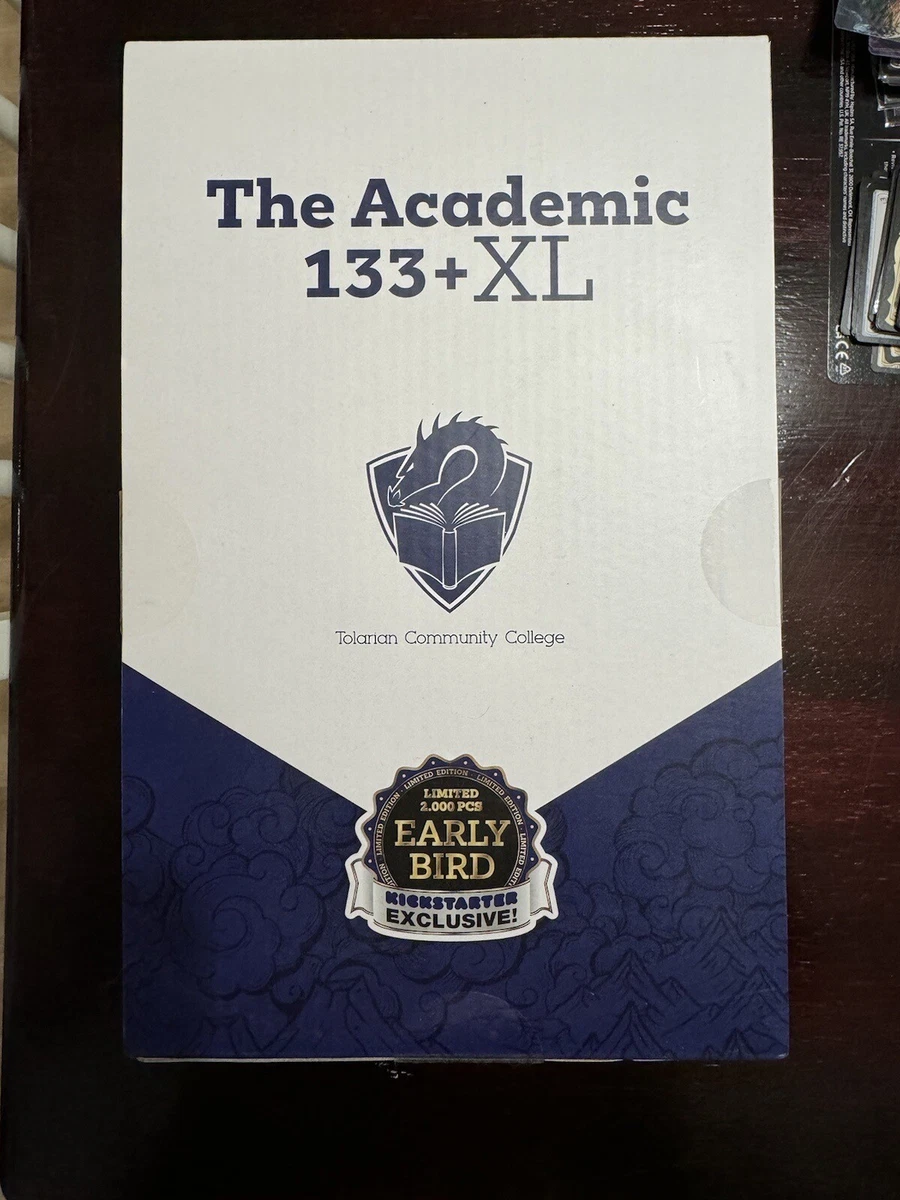 The Academic
133+XL
Tolarian Community College
LIMITED EDITION · LIMITED EDITION · LIMITED EDITION
LIMITED
2.000 PCS
EARLY
BIRD
KICKSTARTER
EXCLUSIVE!
CE